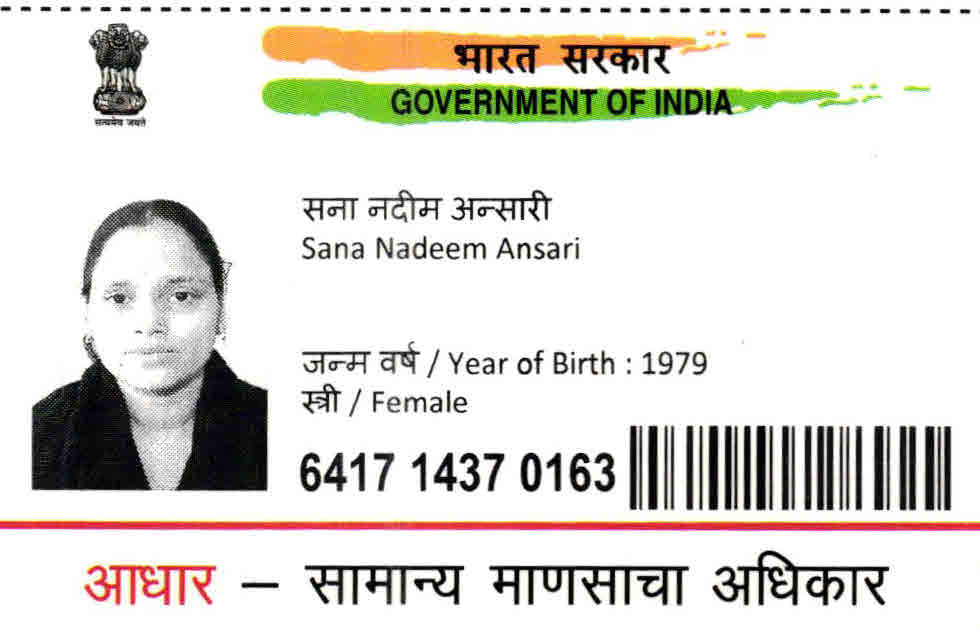 भारत सरकार
GOVERNMENT OF INDIA
सत्यमेव जयते
सना नदीम अन्सारी
Sana Nadeem Ansari
जन्म वर्ष / Year of Birth : 1979
स्त्री / Female
6417 1437 0163
आधार – सामान्य माणसाचा अधिकार